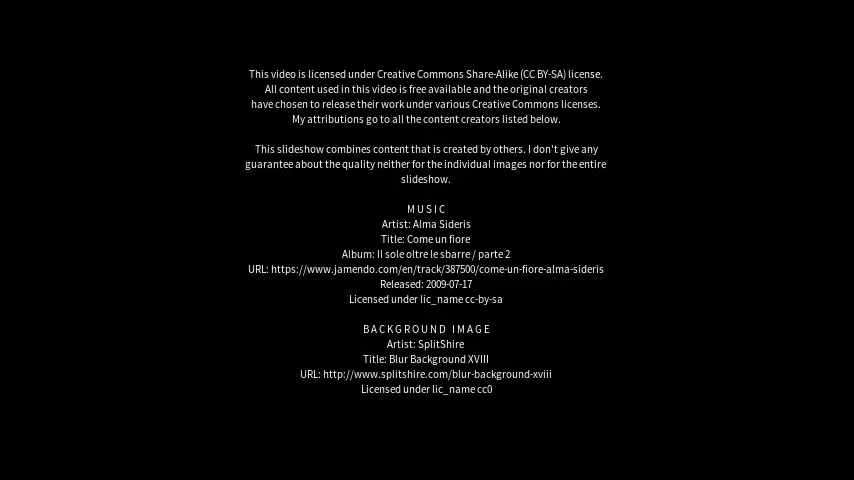 This video is licensed under Creative Commons Share-Alike (CC BY-SA) license.
All content used in this video is free available and the original creators
have chosen to release their work under various Creative Commons licenses.
My attributions go to all the content creators listed below.
This slideshow combines content that is created by others. I don't give any
guarantee about the quality neither for the individual images nor for the entire
slideshow.
MUSIC
Artist: Alma Sideris
Title: Come un fiore
Album: Il sole oltre le sbarre / parte 2
URL: https://www.jamendo.com/en/track/387500/come-un-fiore-alma-sideris
Released: 2009-07-17
Licensed under lic_name cc-by-sa
BACKGROUND IMAGE
Artist: SplitShire
Title: Blur Background XVIII
URL: http://www.splitshire.com/blur-background-xviii
Licensed under lic_name cc0